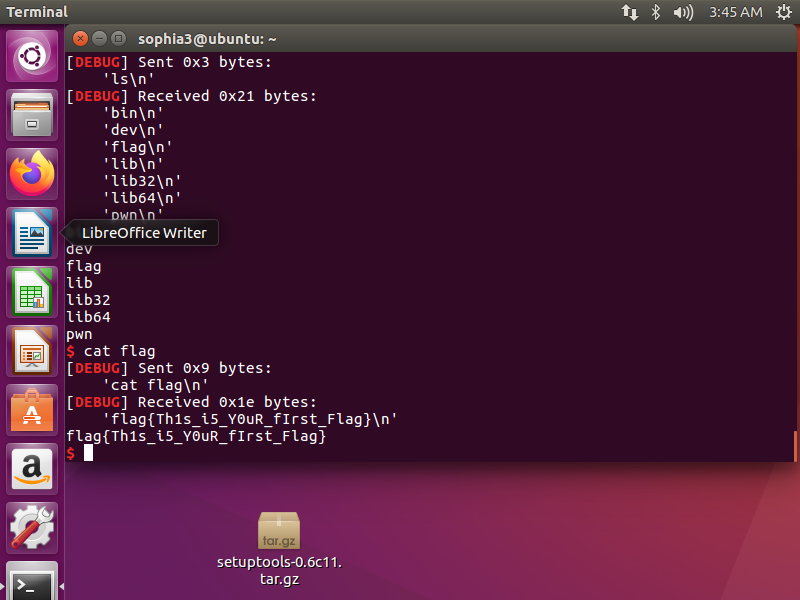 Terminal
3:45 AM
sophia3@ubuntu: ~
[DEBUG] Sent 0x3 bytes:
'ls\n'
[DEBUG] Received 0x21 bytes:
'bin\n'
'dev\n'
'flag\n'
'lib\n'
'lib32\n'
'lib64\n'
'pwn\n'
LibreOffice Writer
dev
flag
lib
lib32
lib64
pwn
$ cat flag
[DEBUG] Sent 0x9 bytes:
'cat flag\n'
[DEBUG] Received 0x1e bytes:
'flag{Th1s_i5_Y0uR_fIrst_Flag}\n'
flag{Th1s_i5_Y0uR_fIrst_Flag}
$
tar.gz
setuptools-0.6c11.
tar.gz